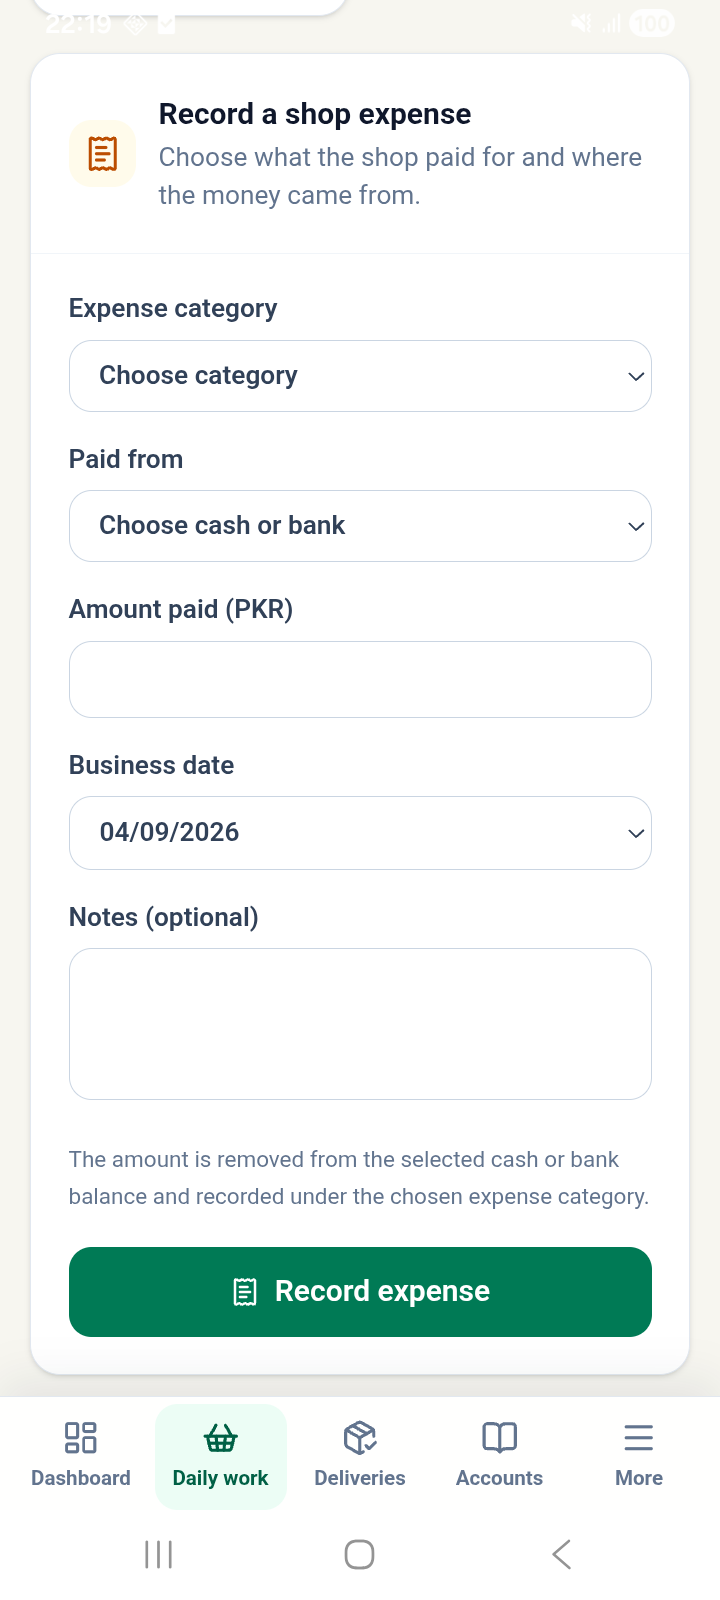 22:19
100
Record a shop expense
Choose what the shop paid for and where
the money came from.
Expense category
Choose category
Paid from
Choose cash or bank
Amount paid (PKR)
Business date
04/09/2026
Notes (optional)
The amount is removed from the selected cash or bank
balance and recorded under the chosen expense category.
Record expense
Dashboard
Daily work
Deliveries
Accounts
More